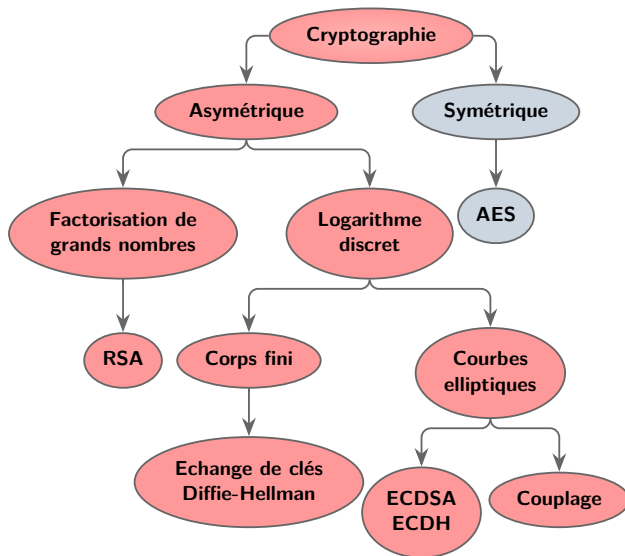 Cryptographie
Asymétrique
Symétrique
Factorisation de
grands nombres
Logarithme
discret
AES
RSA
Corps fini
Courbes
elliptiques
Echange de clés
Diffie-Hellman
ECDSA
ECDH
Couplage